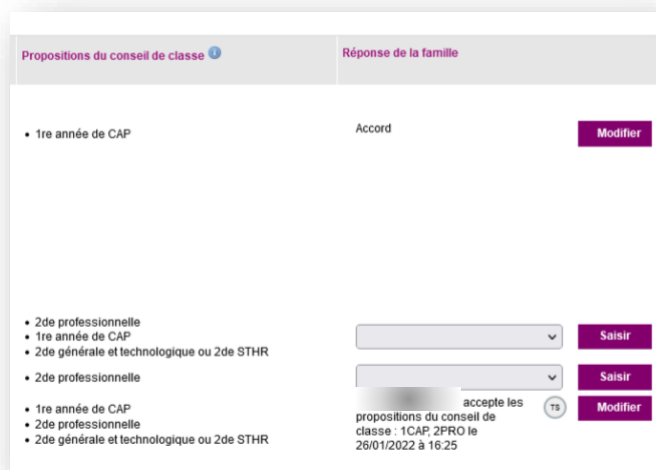 Propositions du conseil de classe i
Réponse de la famille
• 1re année de CAP
Accord
Modifier
• 2de professionnelle
• 1re année de CAP
• 2de générale et technologique ou 2de STHR
Saisir
• 2de professionnelle
Saisir
• 1re année de CAP
• 2de professionnelle
• 2de générale et technologique ou 2de STHR
accepte les
propositions du conseil de
classe : 1CAP, 2PRO le
26/01/2022 à 16:25
TS
Modifier